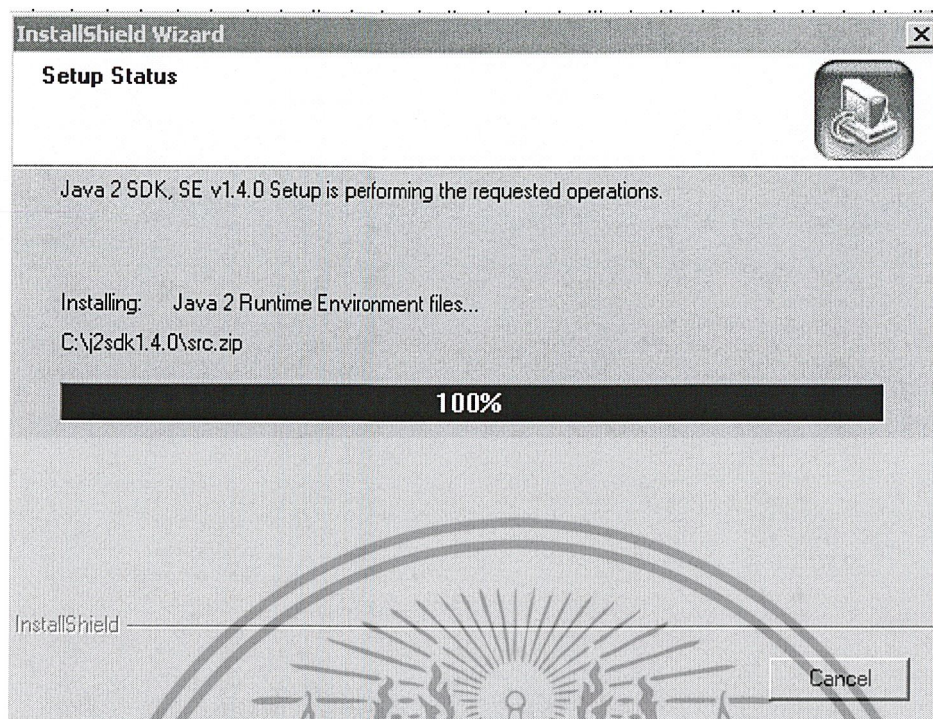 InstallShield Wizard
Setup Status
Java 2 SDK, SE v1.4.0 Setup is performing the requested operations.
Installing: Java 2 Runtime Environment files...
C:\j2sdk1.4.0\src.zip
100%
InstallShield
Cancel